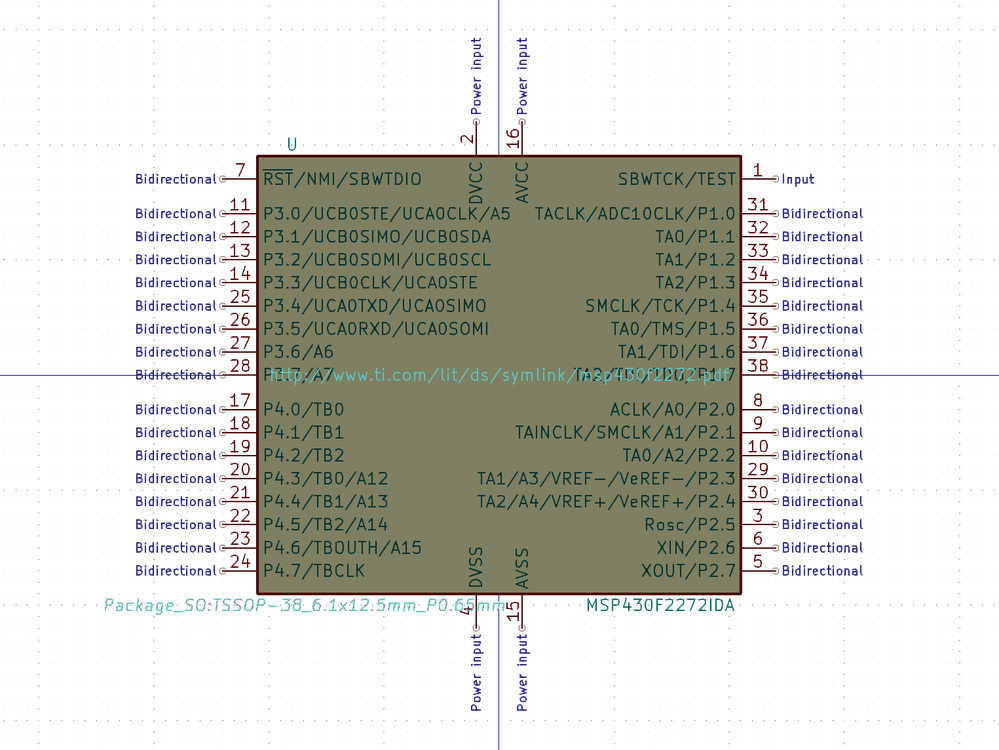 Power input Power input
2 16
U
DVCC AVCC
Bidirectional 7 RST/NMI/SBWTDIO SBWTCK/TEST 1 Input
Bidirectional 11 P3.0/UCB0STE/UCA0CLK/A5 TACLK/ADC10CLK/P1.0 31 Bidirectional
Bidirectional 12 P3.1/UCB0SIMO/UCB0SDA TA0/P1.1 32 Bidirectional
Bidirectional 13 P3.2/UCB0SOMI/UCB0SCL TA1/P1.2 33 Bidirectional
Bidirectional 14 P3.3/UCB0CLK/UCA0STE TA2/P1.3 34 Bidirectional
Bidirectional 25 P3.4/UCA0TXD/UCA0SIMO SMCLK/TCK/P1.4 35 Bidirectional
Bidirectional 26 P3.5/UCA0RXD/UCA0SOMI TA0/TMS/P1.5 36 Bidirectional
Bidirectional 27 P3.6/A6 TA1/TDI/P1.6 37 Bidirectional
Bidirectional 28 P3.7/A7 http://www.ti.com/lit/ds/symlink/msp430f2272.pdf TA2/TDO/TDI/P1.7 38 Bidirectional
Bidirectional 17 P4.0/TB0 ACLK/A0/P2.0 8 Bidirectional
Bidirectional 18 P4.1/TB1 TAINCLK/SMCLK/A1/P2.1 9 Bidirectional
Bidirectional 19 P4.2/TB2 TA0/A2/P2.2 10 Bidirectional
Bidirectional 20 P4.3/TB0/A12 TA1/A3/VREF-/VeREF-/P2.3 29 Bidirectional
Bidirectional 21 P4.4/TB1/A13 TA2/A4/VREF+/VeREF+/P2.4 30 Bidirectional
Bidirectional 22 P4.5/TB2/A14 Rosc/P2.5 3 Bidirectional
Bidirectional 23 P4.6/TBOUTH/A15 XIN/P2.6 6 Bidirectional
Bidirectional 24 P4.7/TBCLK XOUT/P2.7 5 Bidirectional
DVSS AVSS
Package_SO:TSSOP-38_6.1x12.5mm_P0.65mm MSP430F2272IDA
4 15
Power input Power input